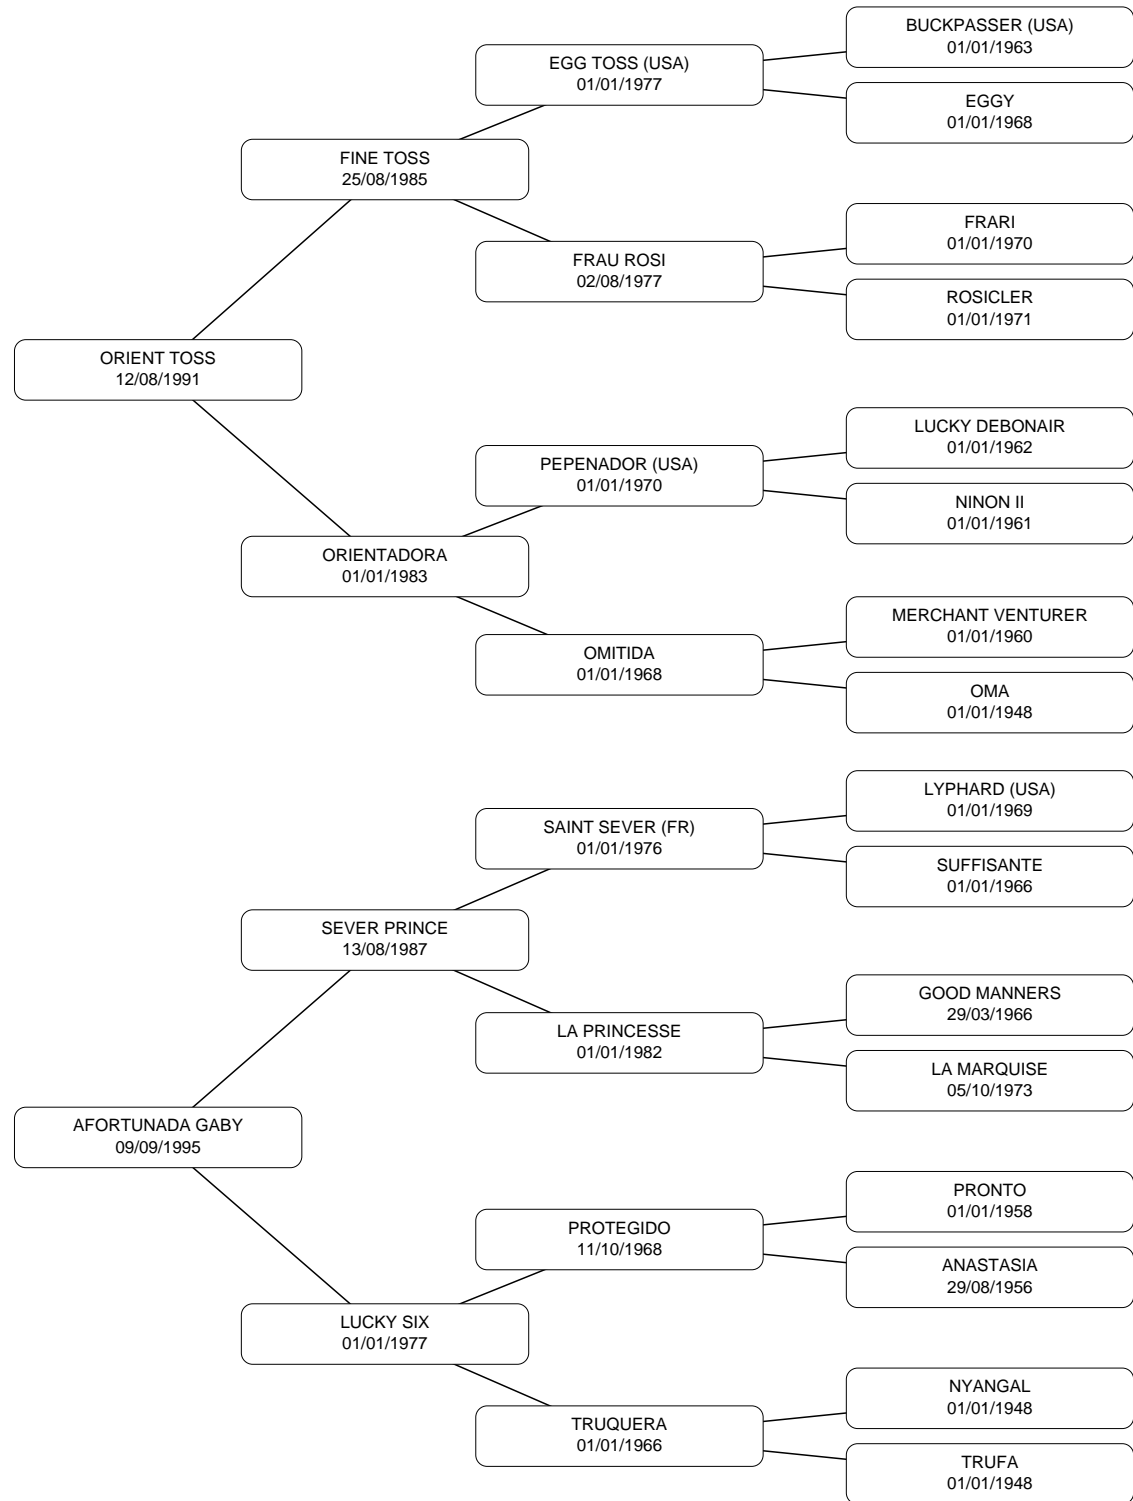 BUCKPASSER (USA)
01/01/1963
EGG TOSS (USA)
01/01/1977
EGGY
01/01/1968
FINE TOSS
25/08/1985
FRARI
01/01/1970
FRAU ROSI
02/08/1977
ROSICLER
01/01/1971
ORIENT TOSS
12/08/1991
LUCKY DEBONAIR
01/01/1962
PEPENADOR (USA)
01/01/1970
NINON II
01/01/1961
ORIENTADORA
01/01/1983
MERCHANT VENTURER
01/01/1960
OMITIDA
01/01/1968
OMA
01/01/1948
LYPHARD (USA)
01/01/1969
SAINT SEVER (FR)
01/01/1976
SUFFISANTE
01/01/1966
SEVER PRINCE
13/08/1987
GOOD MANNERS
29/03/1966
LA PRINCESSE
01/01/1982
LA MARQUISE
05/10/1973
AFORTUNADA GABY
09/09/1995
PRONTO
01/01/1958
PROTEGIDO
11/10/1968
ANASTASIA
29/08/1956
LUCKY SIX
01/01/1977
NYANGAL
01/01/1948
TRUQUERA
01/01/1966
TRUFA
01/01/1948